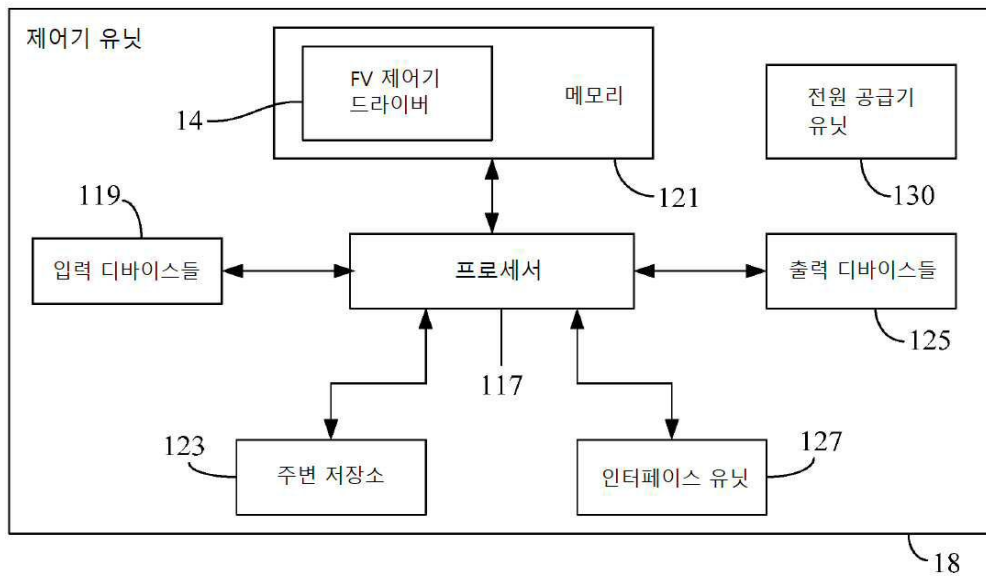 제어기 유닛
FV 제어기
드라이버
메모리
전원 공급기
유닛
14
121
130
119
입력 디바이스들
프로세서
출력 디바이스들
125
117
123
주변 저장소
127
인터페이스 유닛
18